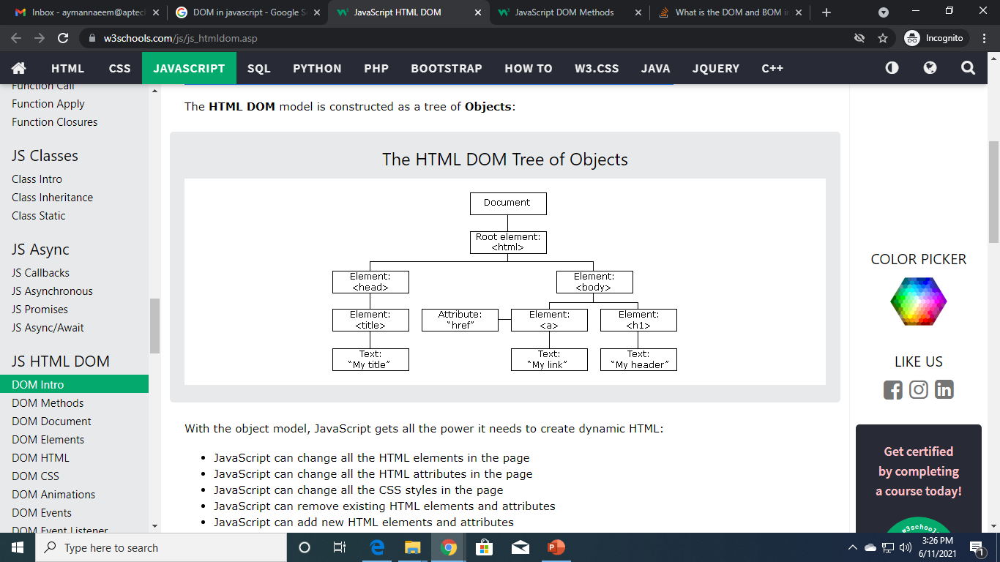 Inbox - aymannaeem@aptec
DOM in javascript - Google S
JavaScript HTML DOM
JavaScript DOM Methods
What is the DOM and BOM in
w3schools.com/js/js_htmldom.asp
Incognito
HTML
CSS
JAVASCRIPT
SQL
PYTHON
PHP
BOOTSTRAP
HOW TO
W3.CSS
JAVA
JQUERY
C++
Function Call
Function Apply
Function Closures
JS Classes
Class Intro
Class Inheritance
Class Static
JS Async
JS Callbacks
JS Asynchronous
JS Promises
JS Async/Await
JS HTML DOM
DOM Intro
DOM Methods
DOM Document
DOM Elements
DOM HTML
DOM CSS
DOM Animations
DOM Events
DOM Event Listener
The HTML DOM model is constructed as a tree of Objects:
The HTML DOM Tree of Objects
Document
Root element:
<html>
Element:
<head>
Element:
<body>
Element:
<title>
Attribute:
“href”
Element:
<a>
Element:
<h1>
Text:
“My title”
Text:
“My link”
Text:
“My header”
With the object model, JavaScript gets all the power it needs to create dynamic HTML:
• JavaScript can change all the HTML elements in the page
• JavaScript can change all the HTML attributes in the page
• JavaScript can change all the CSS styles in the page
• JavaScript can remove existing HTML elements and attributes
• JavaScript can add new HTML elements and attributes
COLOR PICKER
LIKE US
Get certified
by completing
a course today!
w3school
Type here to search
3:26 PM
6/11/2021
1